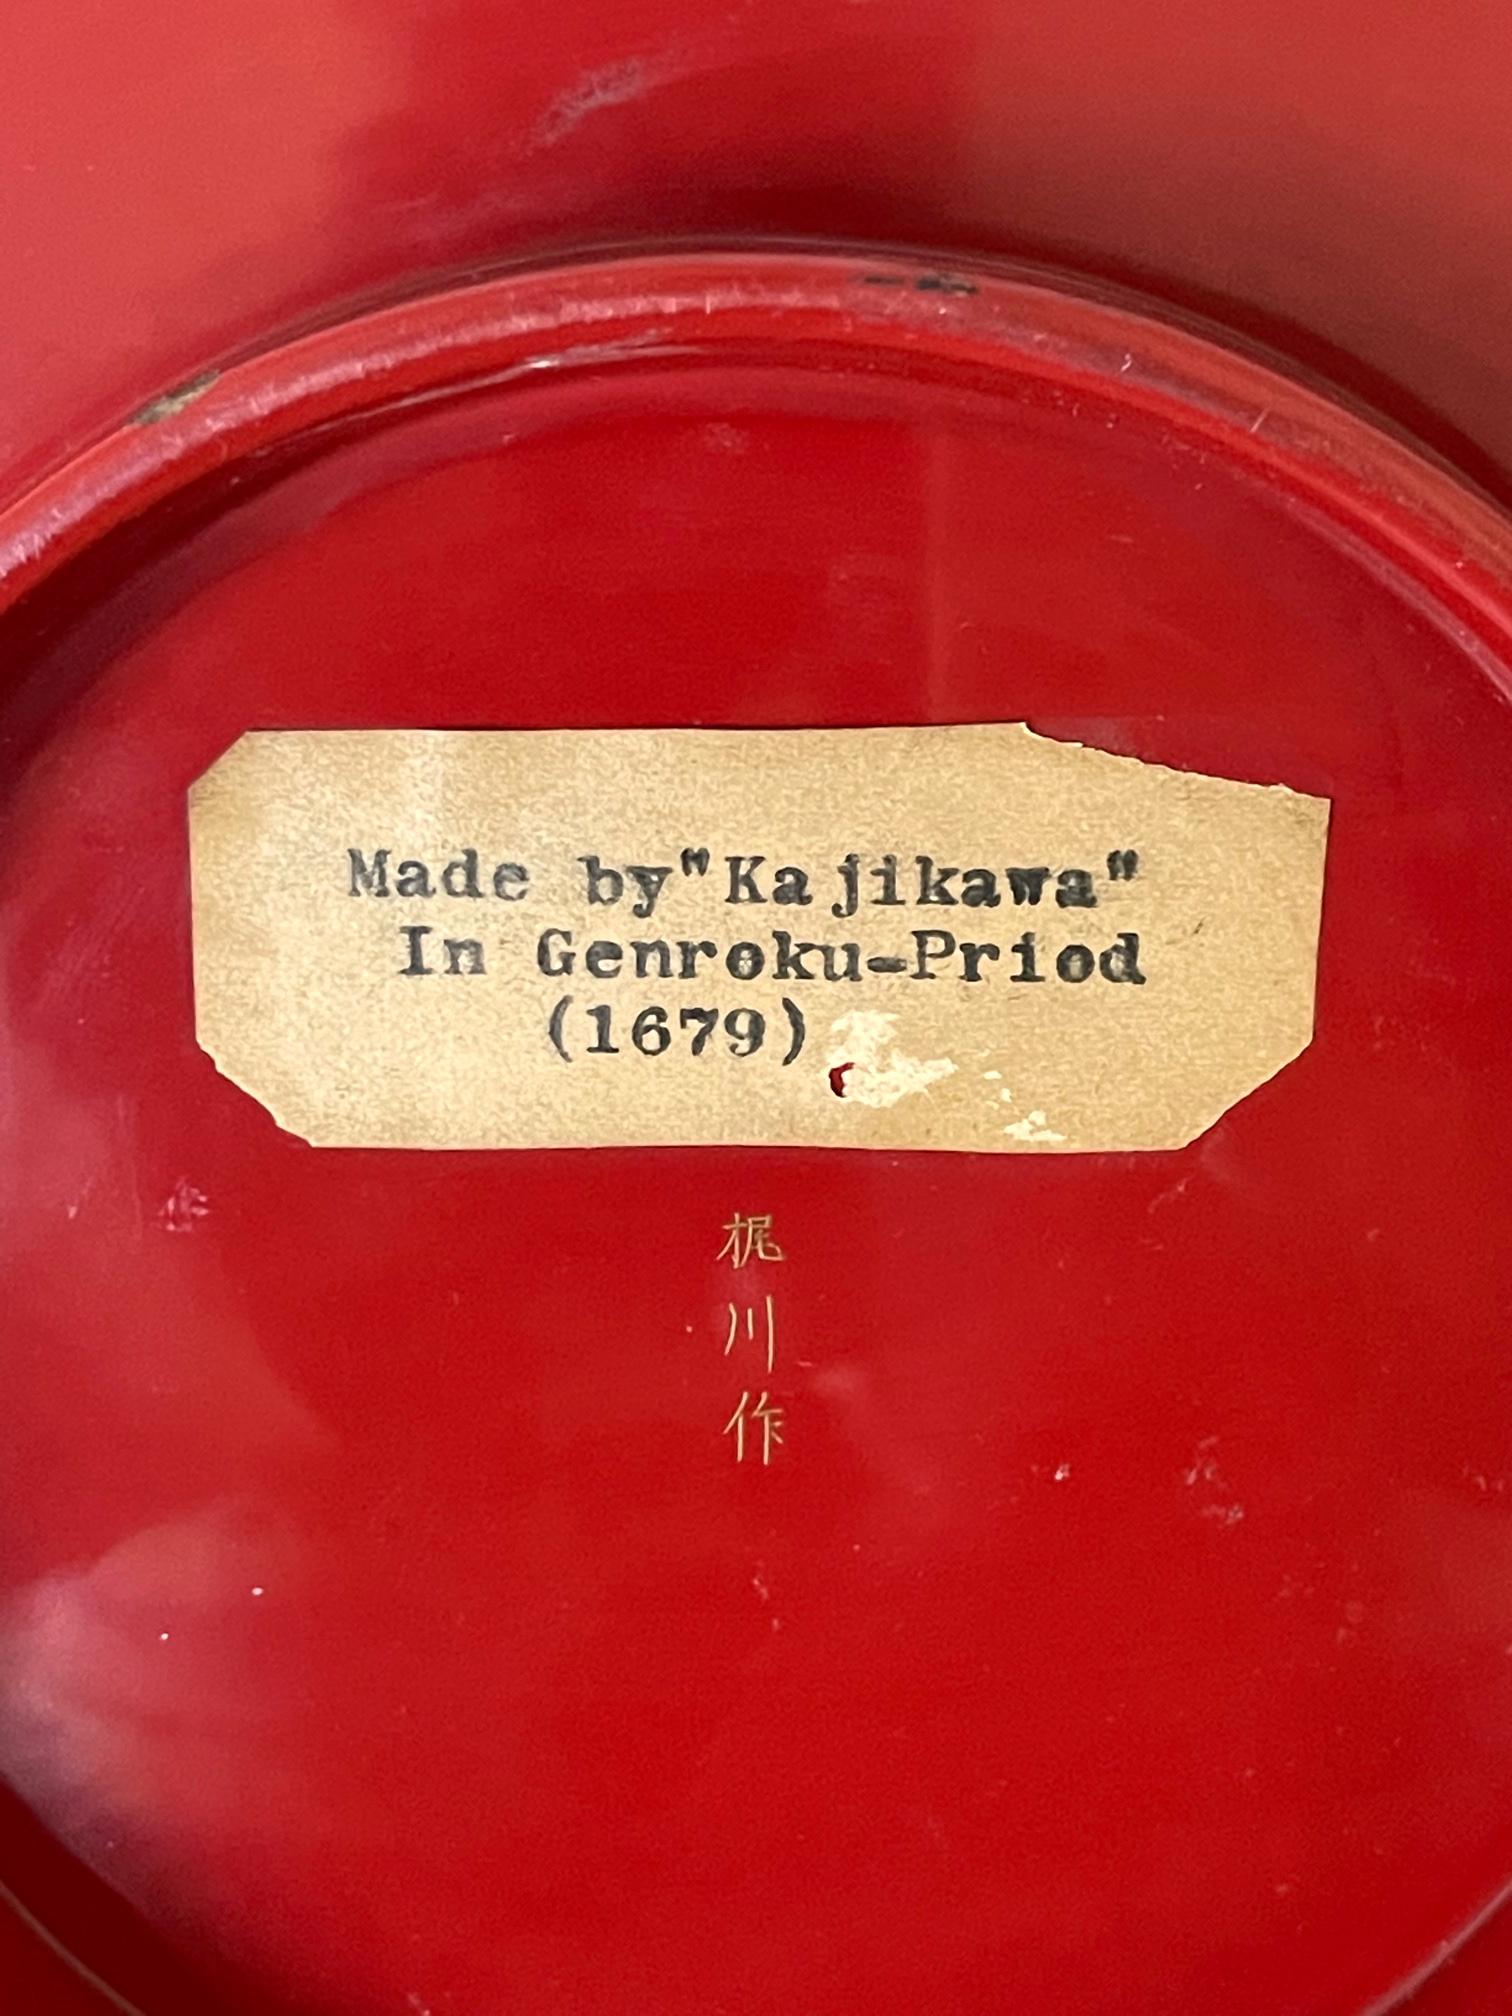 Made by "Kajikawa"
In Genroku-Priod
(1679)
梶川作